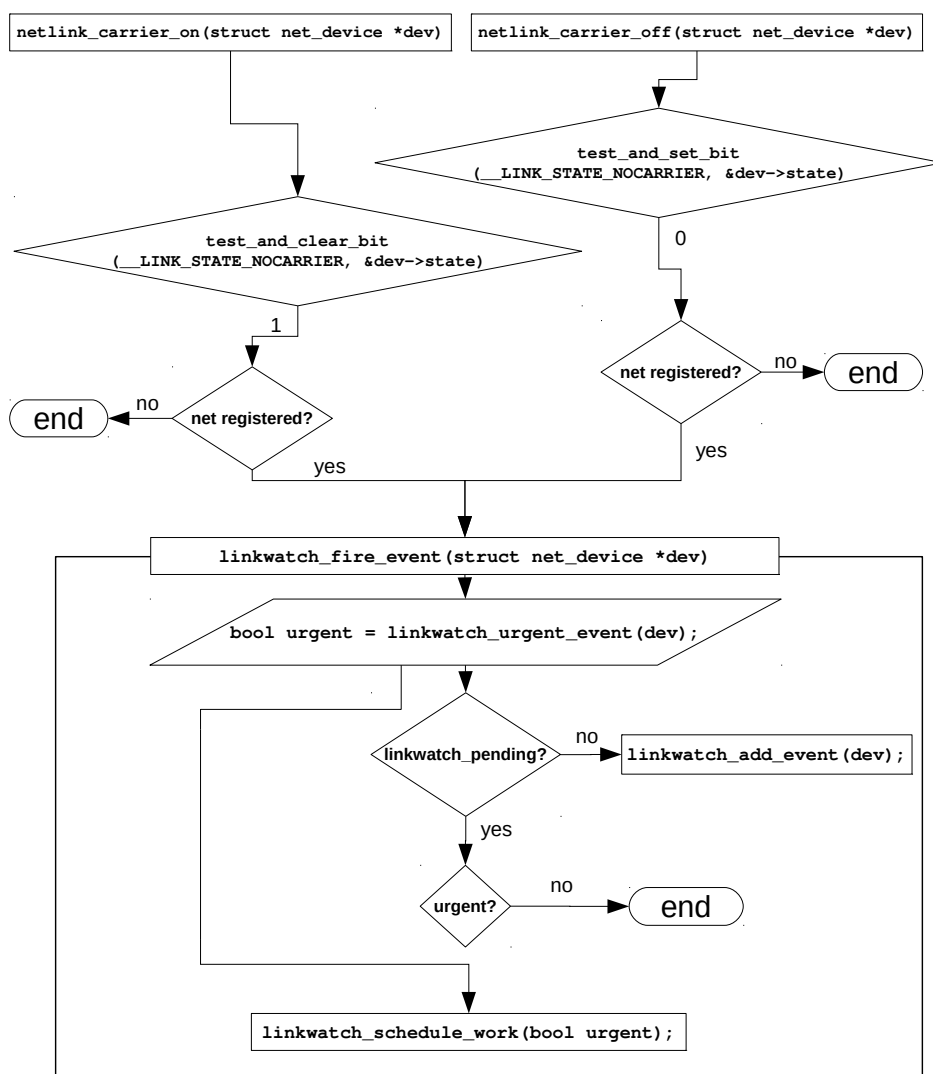 netlink_carrier_on(struct net_device *dev)
netlink_carrier_off(struct net_device *dev)
test_and_set_bit
(__LINK_STATE_NOCARRIER, &dev->state)
0
test_and_clear_bit
(__LINK_STATE_NOCARRIER, &dev->state)
1
net registered?
no
end
net registered?
no
end
yes
yes
linkwatch_fire_event(struct net_device *dev)
bool urgent = linkwatch_urgent_event(dev);
linkwatch_pending?
no
linkwatch_add_event(dev);
yes
urgent?
no
end
linkwatch_schedule_work(bool urgent);